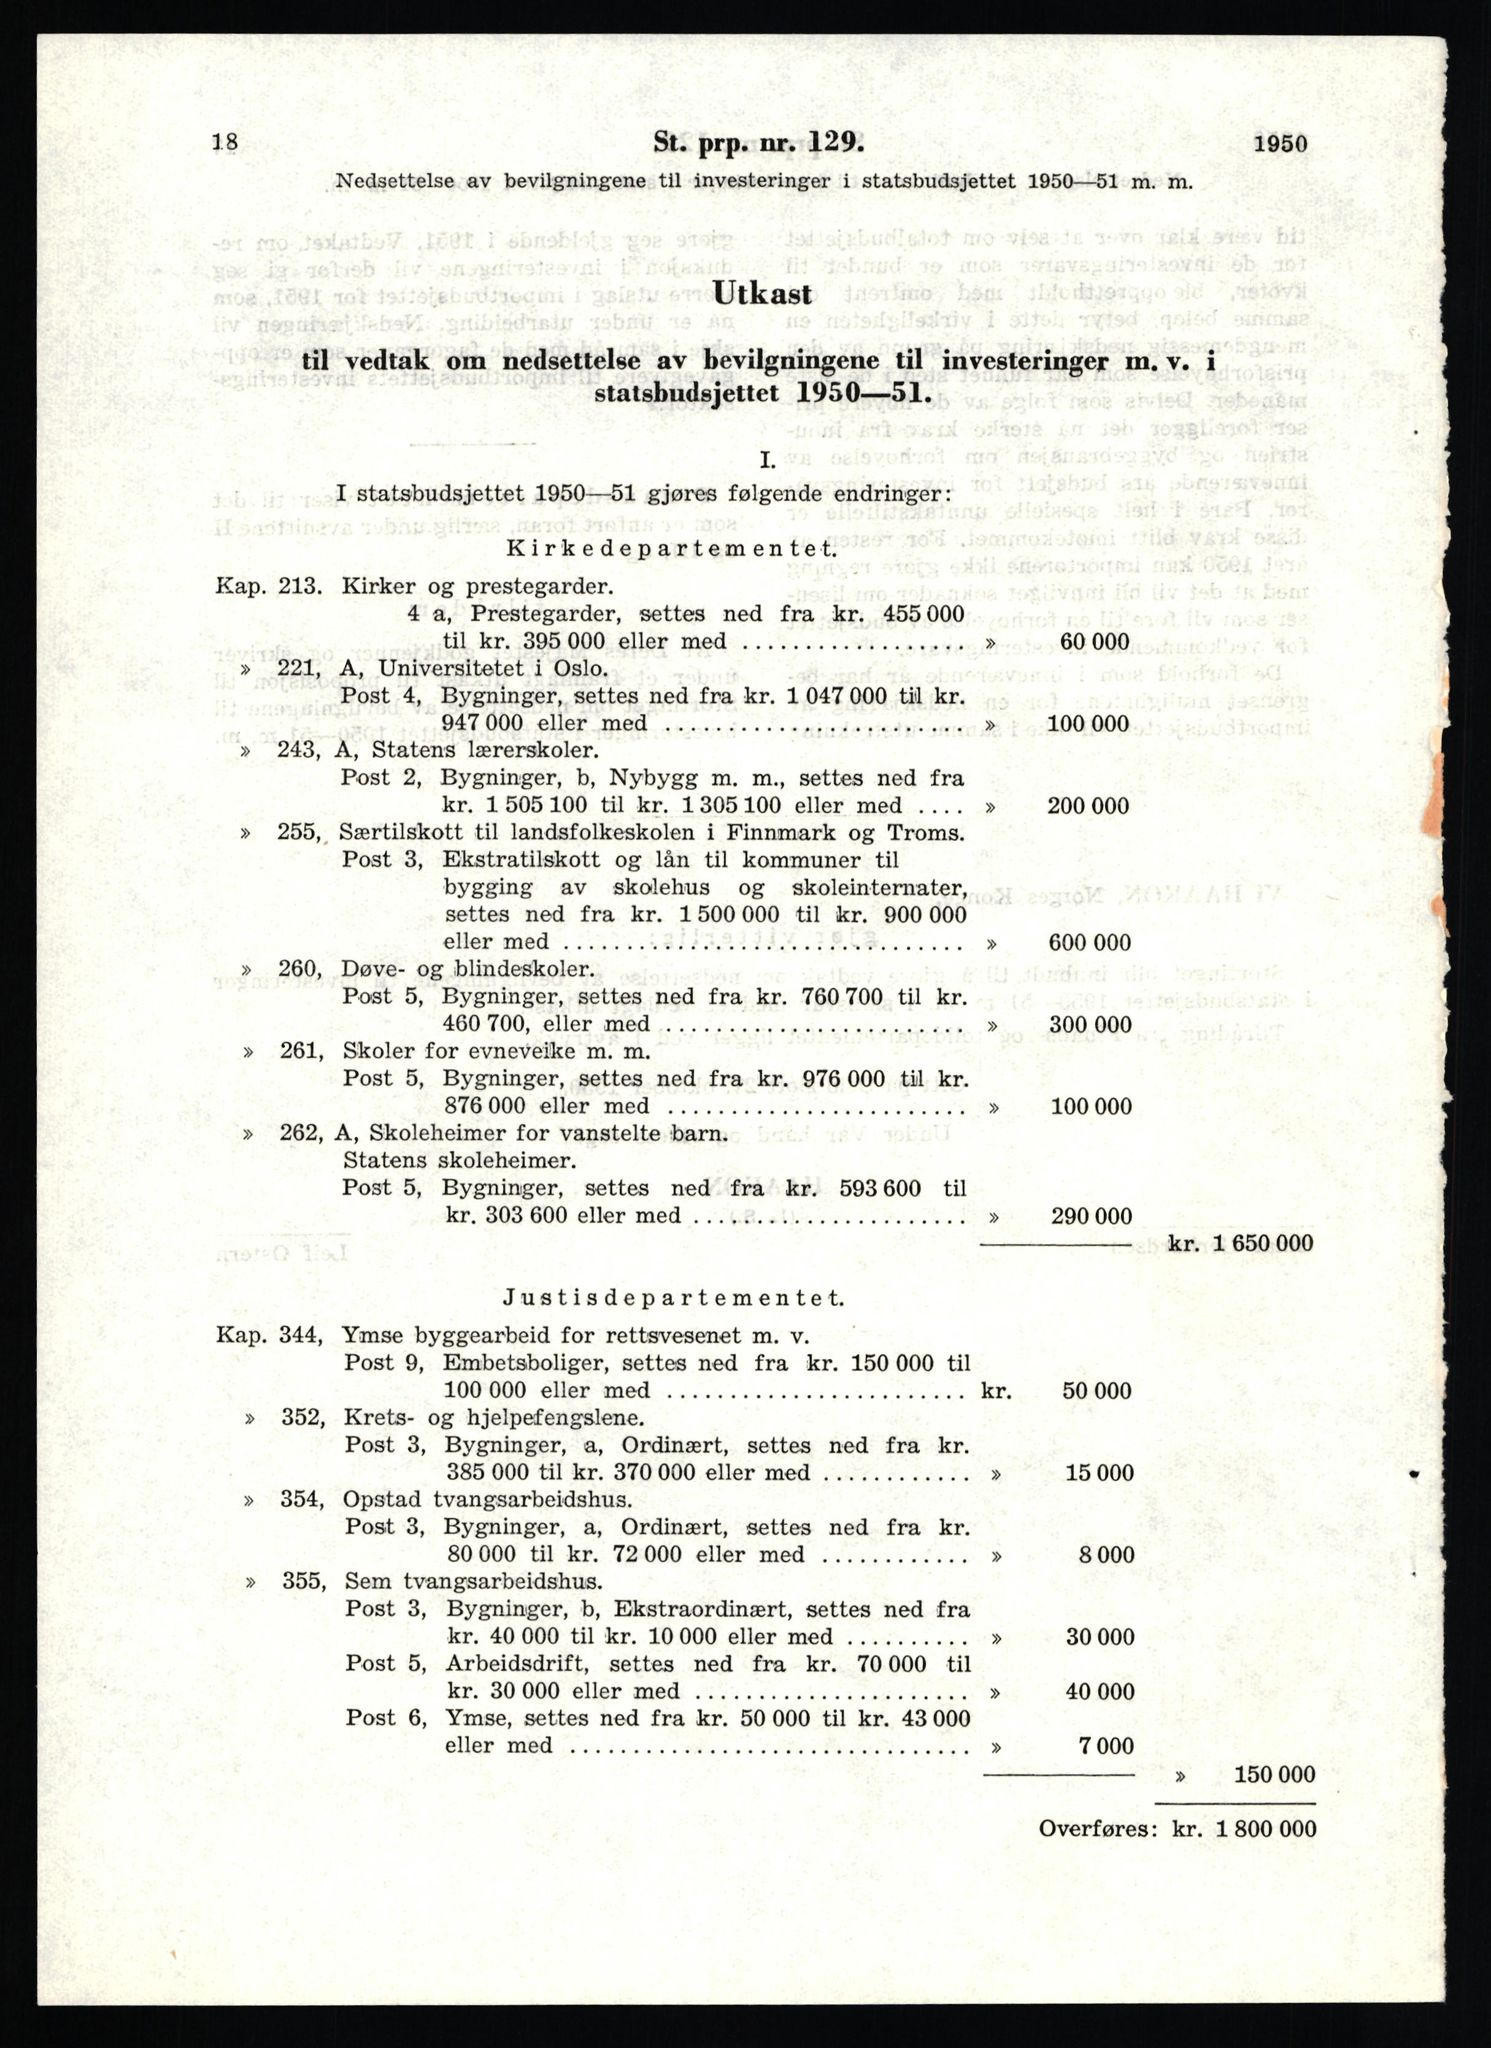 18 St. prp. nr. 129. 1950
Nedsettelse av bevilgningene til investeringer i statsbudsjettet 1950—51 m. m.
Utkast
til vedtak om nedsettelse av bevilgningene til investeringer m. v. i
statsbudsjettet 1950—51.
I.
I statsbudsjettet 1950—51 gjøres følgende endringer:
Kirkedepartementet.
Kap. 213. Kirker og prestegarder.
4 a, Prestegarder, settes ned fra kr. 455 000
til kr. 395 000 eller med .................. » 60 000
» 221, A, Universitetet i Oslo.
Post 4, Bygninger, settes ned fra kr. 1 047 000 til kr.
947 000 eller med ........................ » 100 000
» 243, A, Statens lærerskoler.
Post 2, Bygninger, b, Nybygg m. m., settes ned fra
kr. 1 505 100 til kr. 1 305 100 eller med .... » 200 000
» 255, Særtilskott til landsfolkeskolen i Finnmark og Troms.
Post 3, Ekstratilskott og lån til kommuner til
bygging av skolehus og skoleinternater,
settes ned fra kr. 1 500 000 til kr. 900 000
eller med ................................ » 600 000
» 260, Døve- og blindeskoler.
Post 5, Bygninger, settes ned fra kr. 760 700 til kr.
460 700, eller med ........................ » 300 000
» 261, Skoler for evneveike m. m.
Post 5, Bygninger, settes ned fra kr. 976 000 til kr.
876 000 eller med ........................ » 100 000
» 262, A, Skoleheimer for vanstelte barn.
Statens skoleheimer.
Post 5, Bygninger, settes ned fra kr. 593 600 til
kr. 303 600 eller med ...................... » 290 000
kr. 1 650 000
Justisdepartementet.
Kap. 344, Ymse byggearbeid for rettsvesenet m. v.
Post 9, Embetsboliger, settes ned fra kr. 150 000 til
100 000 eller med ........................ kr. 50 000
» 352, Krets- og hjelpefengslene.
Post 3, Bygninger, a, Ordinært, settes ned fra kr.
385 000 til kr. 370 000 eller med ............ » 15 000
» 354, Opstad tvangsarbeidshus.
Post 3, Bygninger, a, Ordinært, settes ned fra kr.
80 000 til kr. 72 000 eller med ............ » 8 000
» 355, Sem tvangsarbeidshus.
Post 3, Bygninger, b, Ekstraordinært, settes ned fra
kr. 40 000 til kr. 10 000 eller med .......... » 30 000
Post 5, Arbeidsdrift, settes ned fra kr. 70 000 til
kr. 30 000 eller med ...................... » 40 000
Post 6, Ymse, settes ned fra kr. 50 000 til kr. 43 000
eller med ................................ » 7 000
» 150 000
Overføres: kr. 1 800 000